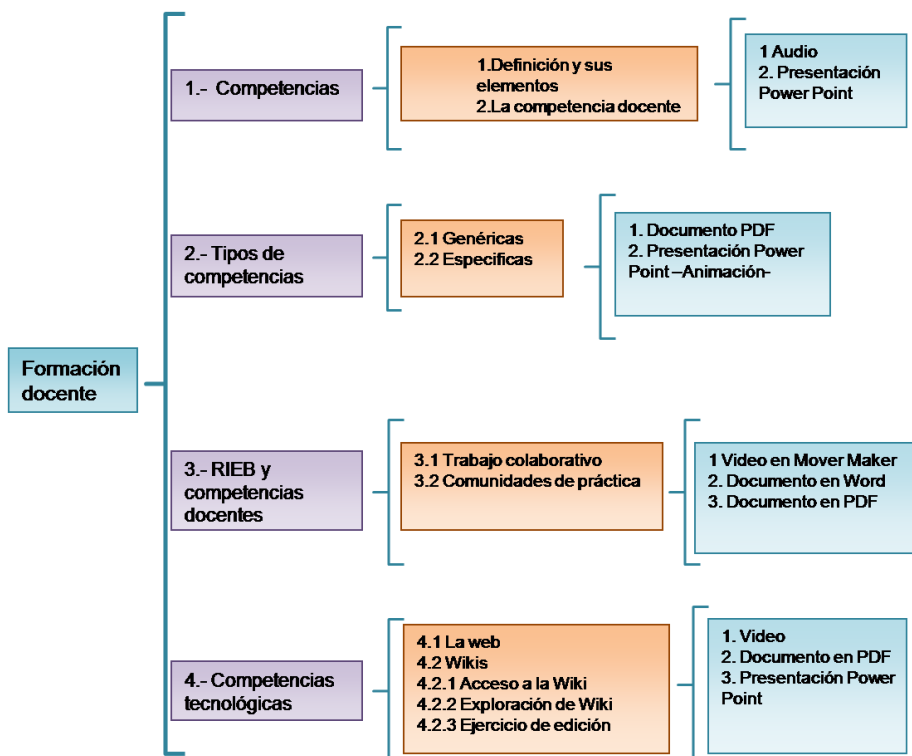 Formación
docente
1.- Competencias
1.Definición y sus
elementos
2.La competencia docente
1 Audio
2. Presentación
Power Point
2.- Tipos de
competencias
2.1 Genéricas
2.2 Especificas
1. Documento PDF
2. Presentación Power
Point –Animación-
3.- RIEB y
competencias
docentes
3.1 Trabajo colaborativo
3.2 Comunidades de práctica
1 Video en Mover Maker
2. Documento en Word
3. Documento en PDF
4.- Competencias
tecnológicas
4.1 La web
4.2 Wikis
4.2.1 Acceso a la Wiki
4.2.2 Exploración de Wiki
4.2.3 Ejercicio de edición
1. Video
2. Documento en PDF
3. Presentación Power
Point